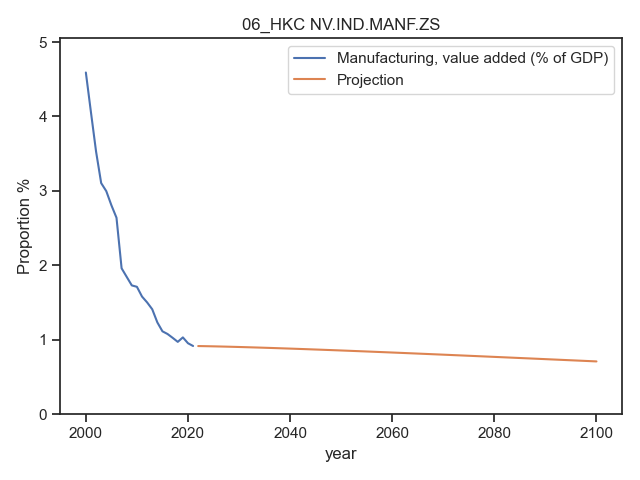 06_HKC NV.IND.MANF.ZS
Manufacturing, value added (% of GDP)
Projection
Proportion %
5
4
3
2
1
0
2000 2020 2040 2060 2080 2100
year